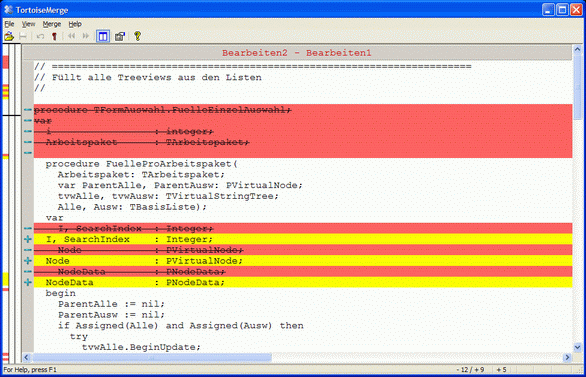 TortoiseMerge
File View Merge Help
Bearbeiten2 - Bearbeiten1
// ======================================================================
// Füllt alle Treeviews aus den Listen
//
procedure TFormAuswahl.FuelleEinzelAuswahl;
var
i : integer;
Arbeitspaket : TArbeitspaket;
procedure FuelleProArbeitspaket(
Arbeitspaket: TArbeitspaket;
var ParentAlle, ParentAusw: PVirtualNode;
tvwAlle, tvwAusw: TVirtualStringTree;
Alle, Ausw: TBasisListe);
var
I, SearchIndex : Integer;
I, SearchIndex : Integer;
Node : PVirtualNode;
Node : PVirtualNode;
NodeData : PNodeData;
NodeData : PNodeData;
begin
ParentAlle := nil;
ParentAusw := nil;
if Assigned(Alle) and Assigned(Ausw) then
try
tvwAlle.BeginUpdate;
For Help, press F1 - 12 / + 9 + 5